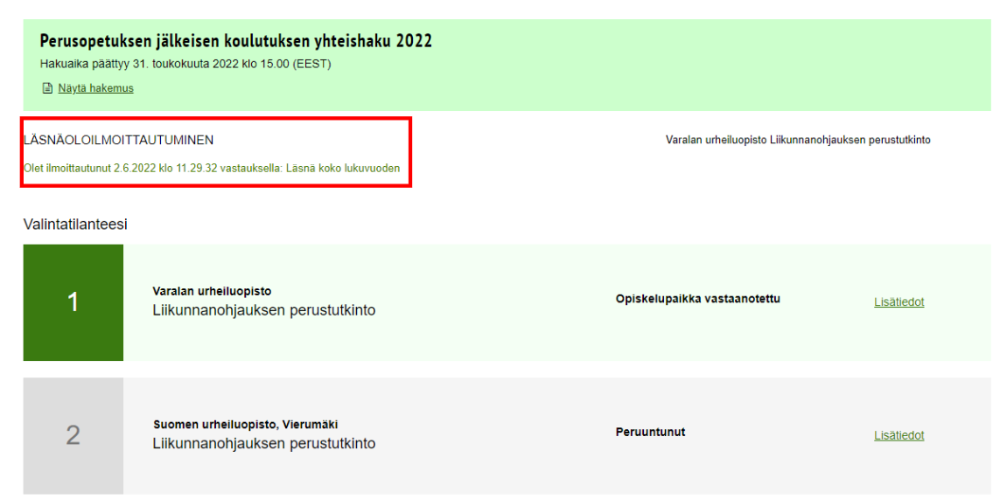 Perusopetuksen jälkeisen koulutuksen yhteishaku 2022
Hakuaika päättyy 31. toukokuuta 2022 klo 15.00 (EEST)
Näytä hakemus
LÄSNÄOLOILMOITTAUTUMINEN
Varalan urheiluopisto Liikunnanohjauksen perustutkinto
Olet ilmoittautunut 2.6.2022 klo 11.29.32 vastauksella: Läsnä koko lukuvuoden
Valintatilanteesi
1
Varalan urheiluopisto
Liikunnanohjauksen perustutkinto
Opiskelupaikka vastaanotettu
Lisätiedot
2
Suomen urheiluopisto, Vierumäki
Liikunnanohjauksen perustutkinto
Peruuntunut
Lisätiedot